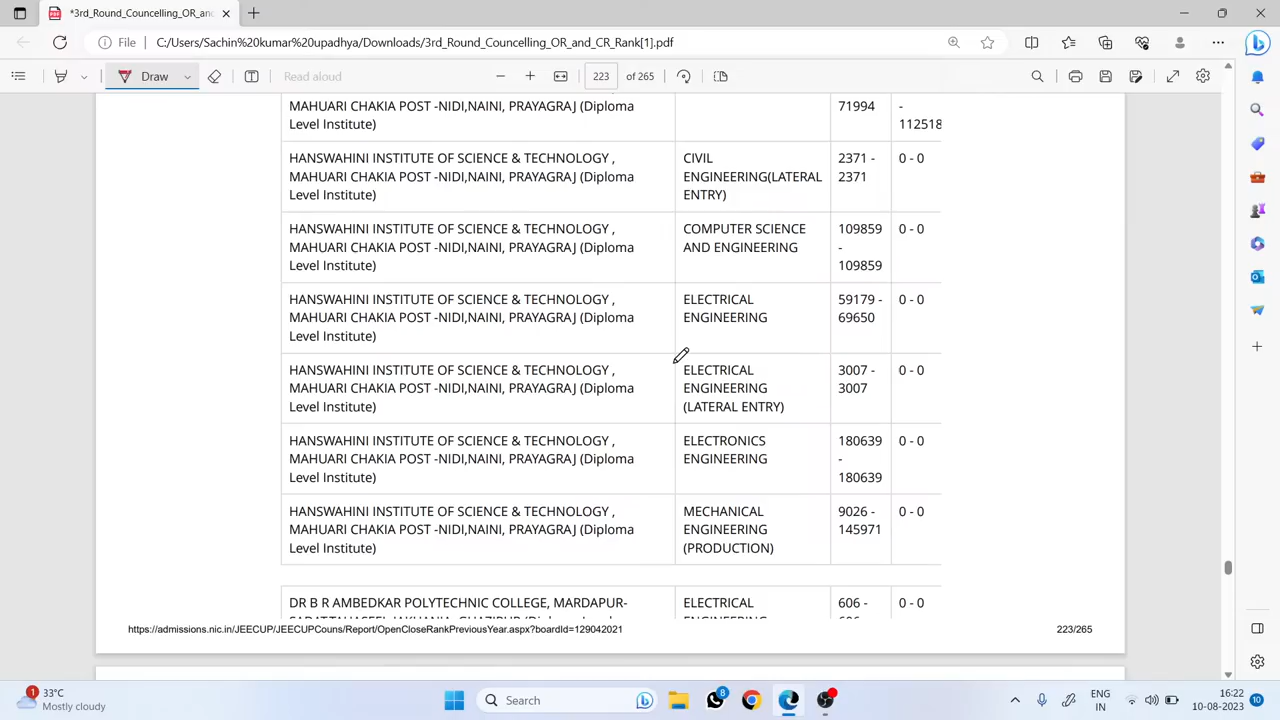 *3rd_Round_Councelling_OR_an
File
C:/Users/Sachin%20kumar%20upadhya/Downloads/3rd_Round_Councelling_OR_and_CR_Rank[1].pdf
Draw
Read aloud
223 of 265
MAHUARI CHAKIA POST -NIDI,NAINI, PRAYAGRAJ (Diploma
Level Institute)
71994
-
112518
HANSWAHINI INSTITUTE OF SCIENCE & TECHNOLOGY ,
MAHUARI CHAKIA POST -NIDI,NAINI, PRAYAGRAJ (Diploma
Level Institute)
CIVIL
ENGINEERING(LATERAL
ENTRY)
2371 -
2371
0 - 0
HANSWAHINI INSTITUTE OF SCIENCE & TECHNOLOGY ,
MAHUARI CHAKIA POST -NIDI,NAINI, PRAYAGRAJ (Diploma
Level Institute)
COMPUTER SCIENCE
AND ENGINEERING
109859
-
109859
0 - 0
HANSWAHINI INSTITUTE OF SCIENCE & TECHNOLOGY ,
MAHUARI CHAKIA POST -NIDI,NAINI, PRAYAGRAJ (Diploma
Level Institute)
ELECTRICAL
ENGINEERING
59179 -
69650
0 - 0
HANSWAHINI INSTITUTE OF SCIENCE & TECHNOLOGY ,
MAHUARI CHAKIA POST -NIDI,NAINI, PRAYAGRAJ (Diploma
Level Institute)
ELECTRICAL
ENGINEERING
(LATERAL ENTRY)
3007 -
3007
0 - 0
HANSWAHINI INSTITUTE OF SCIENCE & TECHNOLOGY ,
MAHUARI CHAKIA POST -NIDI,NAINI, PRAYAGRAJ (Diploma
Level Institute)
ELECTRONICS
ENGINEERING
180639
-
180639
0 - 0
HANSWAHINI INSTITUTE OF SCIENCE & TECHNOLOGY ,
MAHUARI CHAKIA POST -NIDI,NAINI, PRAYAGRAJ (Diploma
Level Institute)
MECHANICAL
ENGINEERING
(PRODUCTION)
9026 -
145971
0 - 0
DR B R AMBEDKAR POLYTECHNIC COLLEGE, MARDAPUR-
ELECTRICAL
606 -
0 - 0
https://admissions.nic.in/JEECUP/JEECUPCouns/Report/OpenCloseRankPreviousYear.aspx?boardId=129042021
223/265
1
33°C
Mostly cloudy
Search
8
ENG
IN
16:22
10-08-2023
10